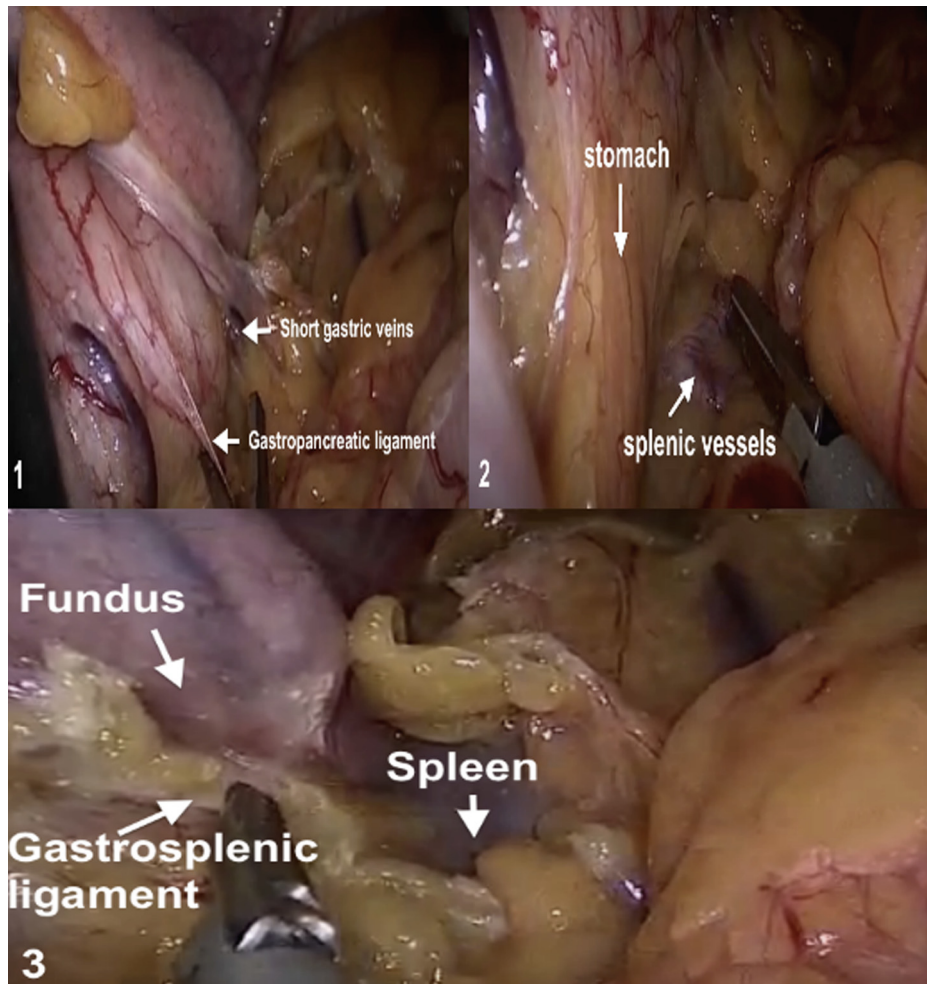 Short gastric veins
Gastropancreatic ligament
1
stomach
splenic vessels
2
Fundus
Spleen
Gastrosplenic
ligament
3